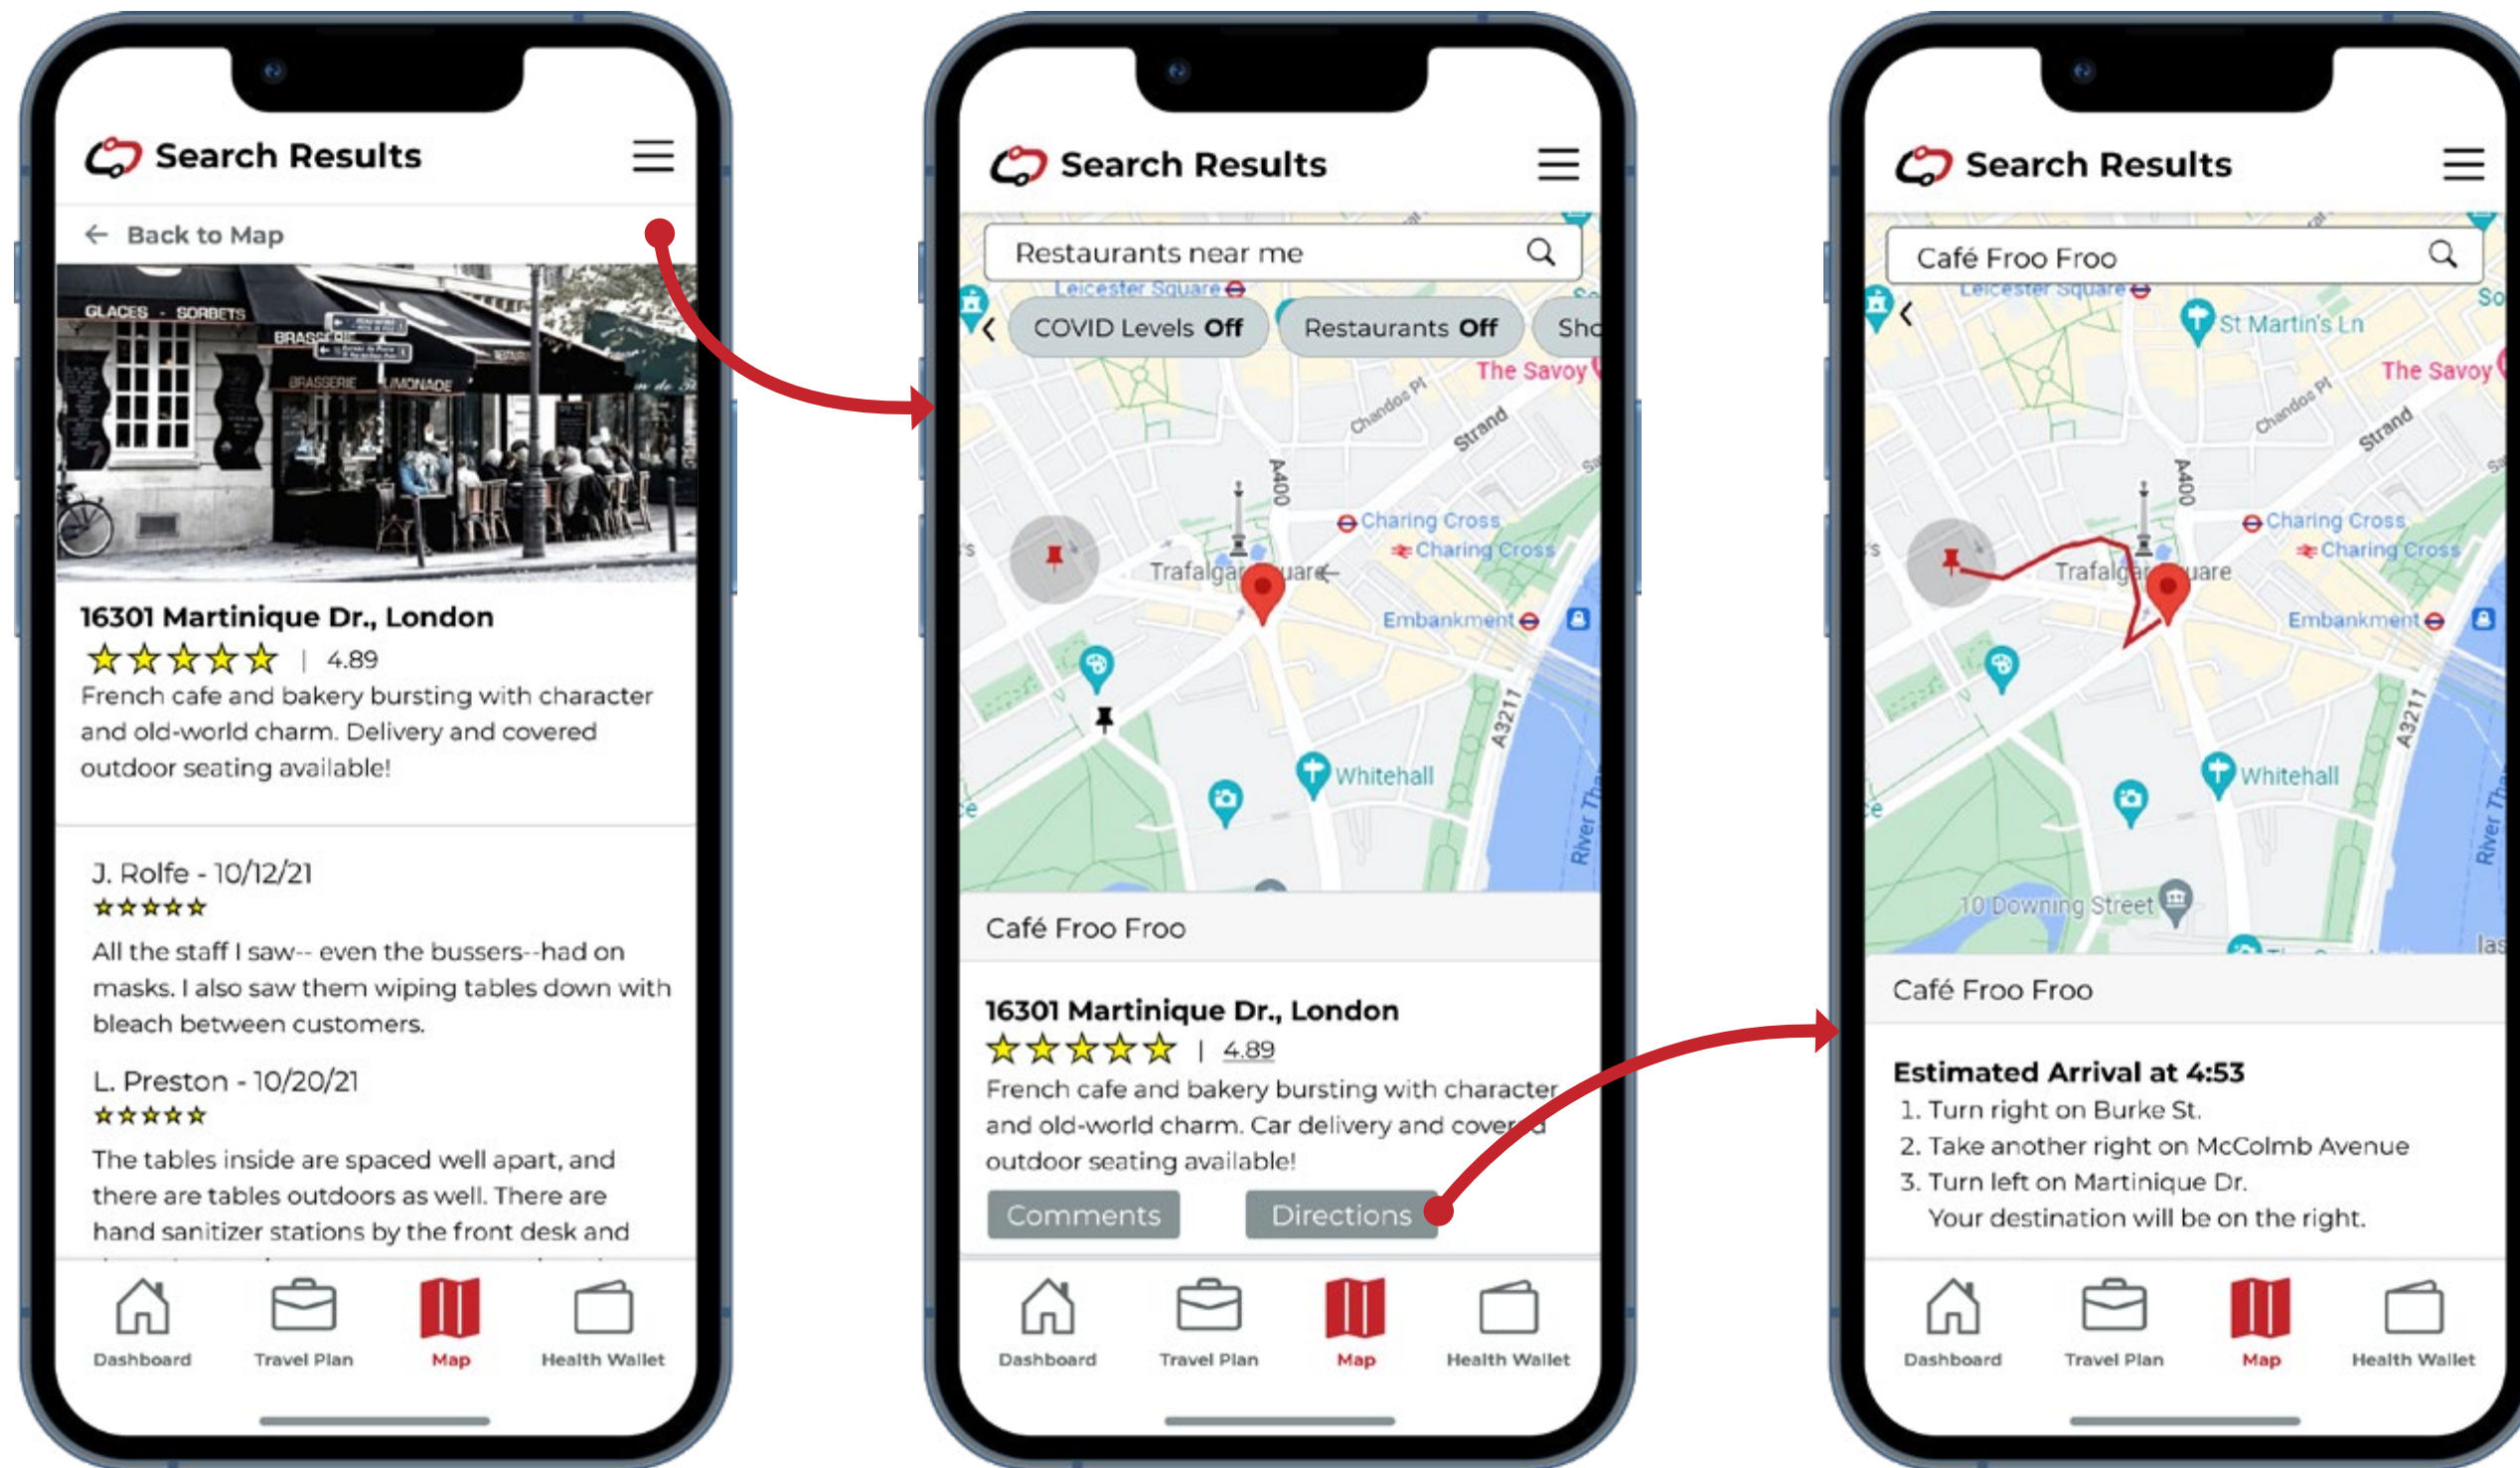 Search Results
Back to Map
GLACES - SORBETS
BRASSERIE
BRASSERIE LIMONADE
16301 Martinique Dr., London
4.89
French cafe and bakery bursting with character
and old-world charm. Delivery and covered
outdoor seating available!
J. Rolfe - 10/12/21
All the staff I saw-- even the bussers--had on
masks. I also saw them wiping tables down with
bleach between customers.
L. Preston - 10/20/21
The tables inside are spaced well apart, and
there are tables outdoors as well. There are
hand sanitizer stations by the front desk and
Dashboard
Travel Plan
Map
Health Wallet
Search Results
Restaurants near me
Leicester Square
COVID Levels Off
Restaurants Off
The Savoy
Chandos Pl
Strand
A400
Charing Cross
Charing Cross
Embankment
A3211
Whitehall
River
Café Froo Froo
16301 Martinique Dr., London
| 4.89
French cafe and bakery bursting with character
and old-world charm. Car delivery and covered
outdoor seating available!
Comments
Directions
Dashboard
Travel Plan
Map
Health Wallet
Search Results
Café Froo Froo
Leicester Square
St Martin's Ln
The Savoy
Chandos Pl
Strand
A400
Charing Cross
Charing Cross
Embankment
A3211
Whitehall
River
10 Downing Street
Café Froo Froo
Estimated Arrival at 4:53
1. Turn right on Burke St.
2. Take another right on McColmb Avenue
3. Turn left on Martinique Dr.
Your destination will be on the right.
Dashboard
Travel Plan
Map
Health Wallet